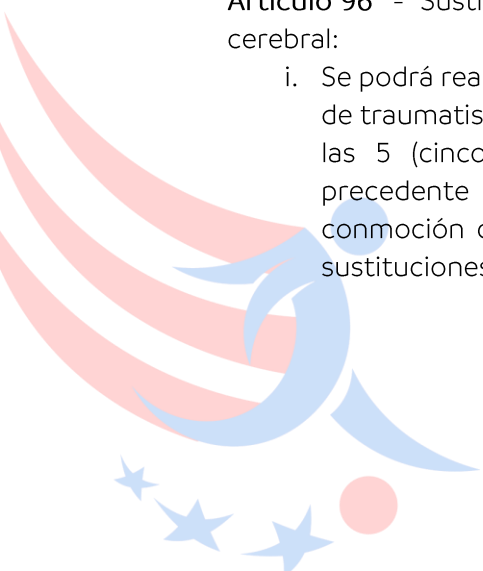 Artículo 96 - Susti
cerebral:
i. Se podrá rea
de traumatis
las 5 (cinco
precedente
conmoción
sustituciones